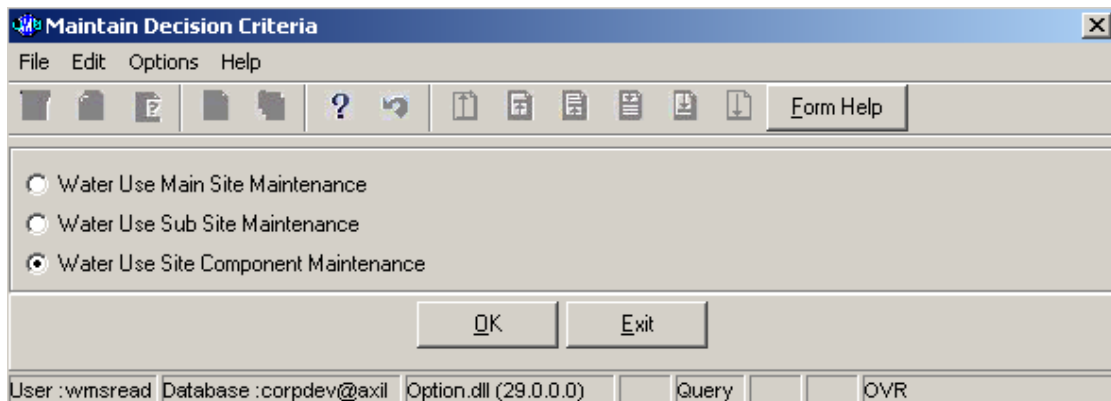 Maintain Decision Criteria
File Edit Options Help
? Form Help
Water Use Main Site Maintenance
Water Use Sub Site Maintenance
Water Use Site Component Maintenance
OK Exit
User :wmsread Database :corpdev@axil Option.dll (29.0.0.0) Query OVR